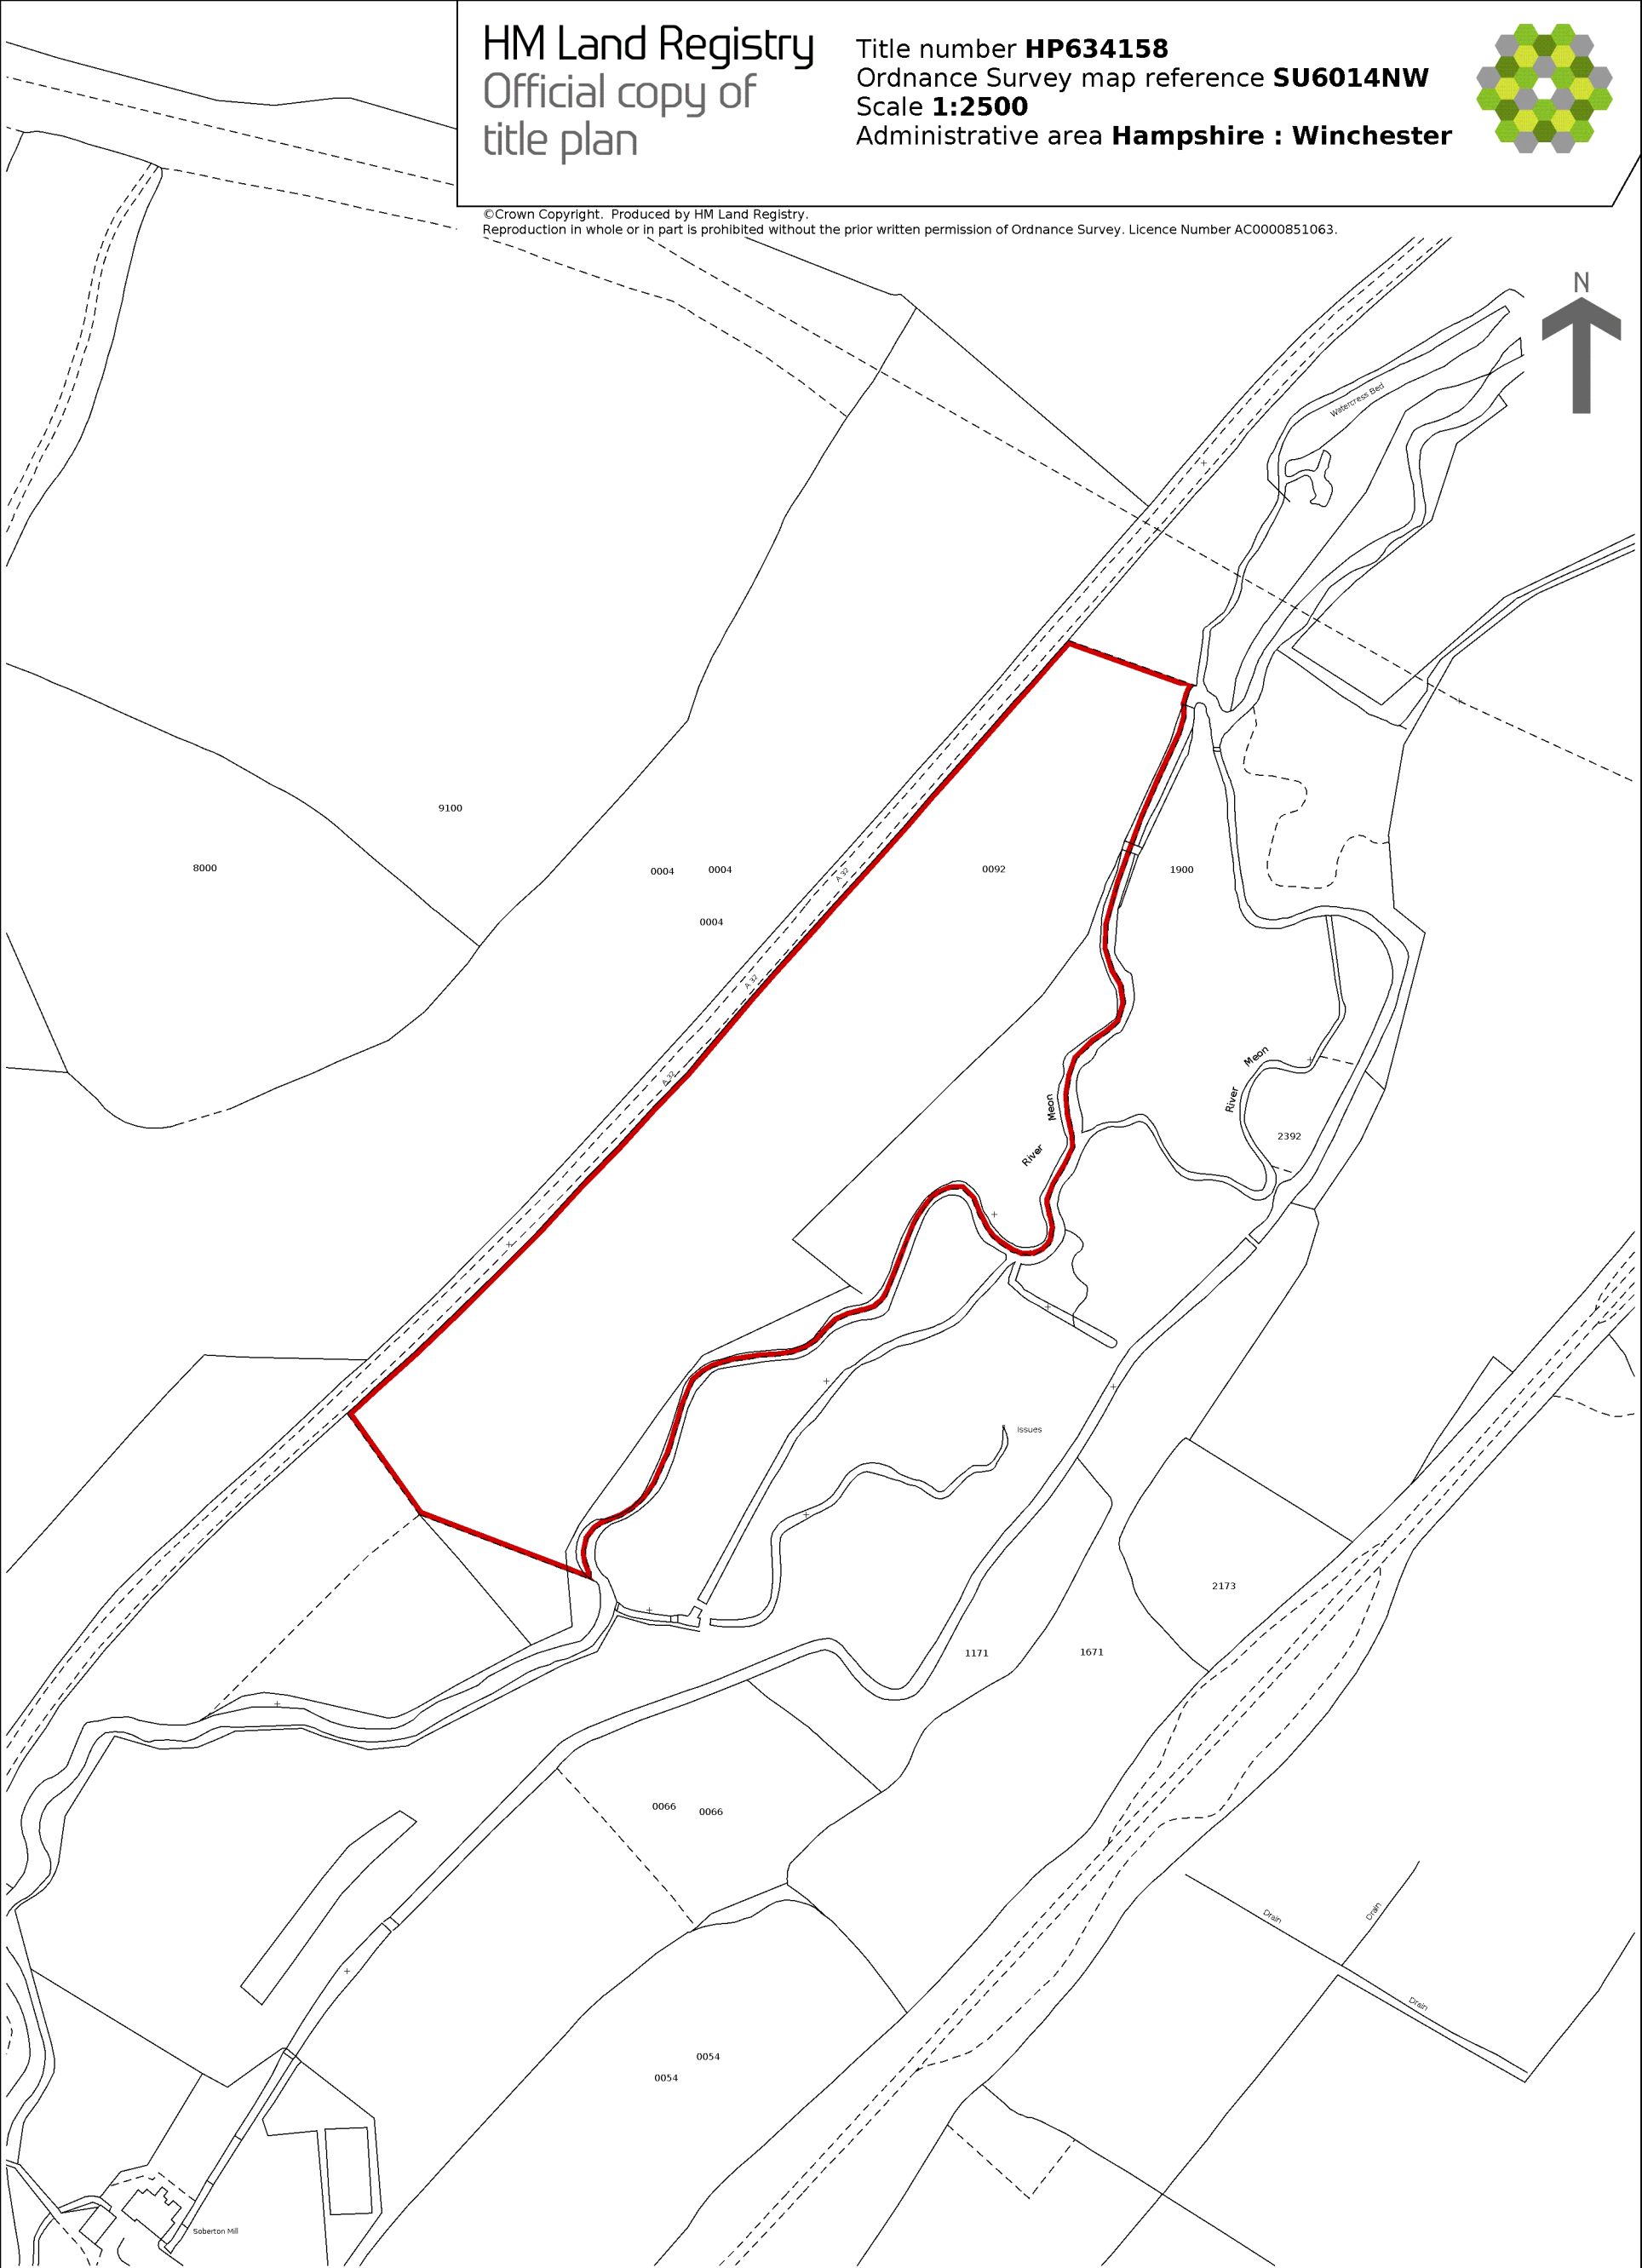 HM Land Registry
Official copy of
title plan
Title number HP634158
Ordnance Survey map reference SU6014NW
Scale 1:2500
Administrative area Hampshire : Winchester
©Crown Copyright. Produced by HM Land Registry.
Reproduction in whole or in part is prohibited without the prior written permission of Ordnance Survey. Licence Number AC0000851063.
N
Watercress Bed
9100
8000
0004
0004
0092
1900
A 32
0004
A 32
A 32
River Meon
River Meon
2392
Issues
2173
1171
1671
0066
0066
Drain
Drain
Drain
0054
0054
Soberton Mill